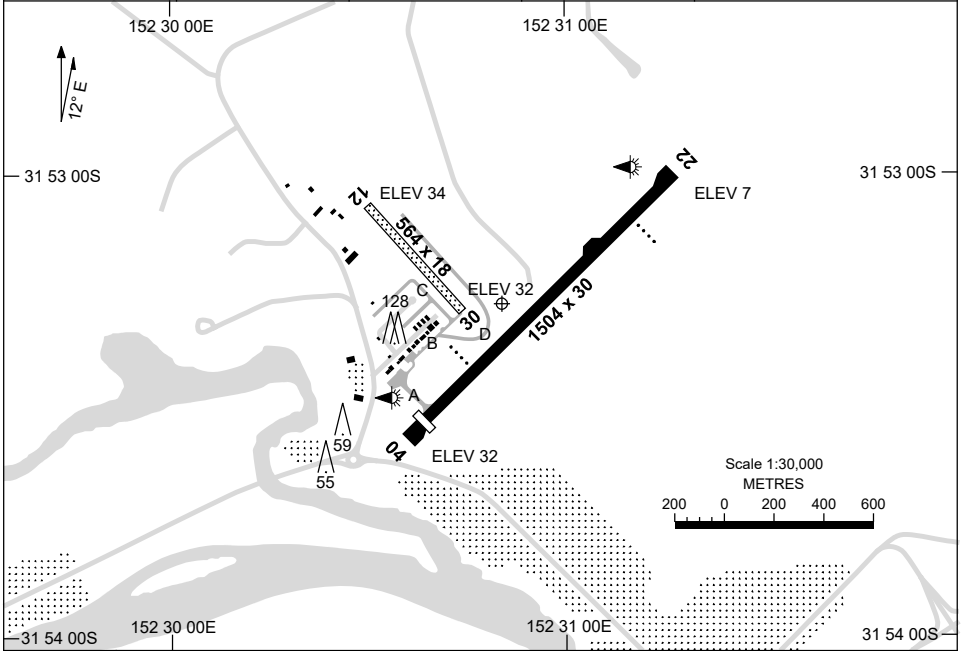 152 30 00E
152 31 00E
12° E
31 53 00S
31 53 00S
22
ELEV 7
12
ELEV 34
564 x 18
C
ELEV 32
128
30
1504 x 30
B
D
A
04
ELEV 32
59
55
Scale 1:30,000
METRES
200 0 200 400 600
31 54 00S
152 30 00E
152 31 00E
31 54 00S